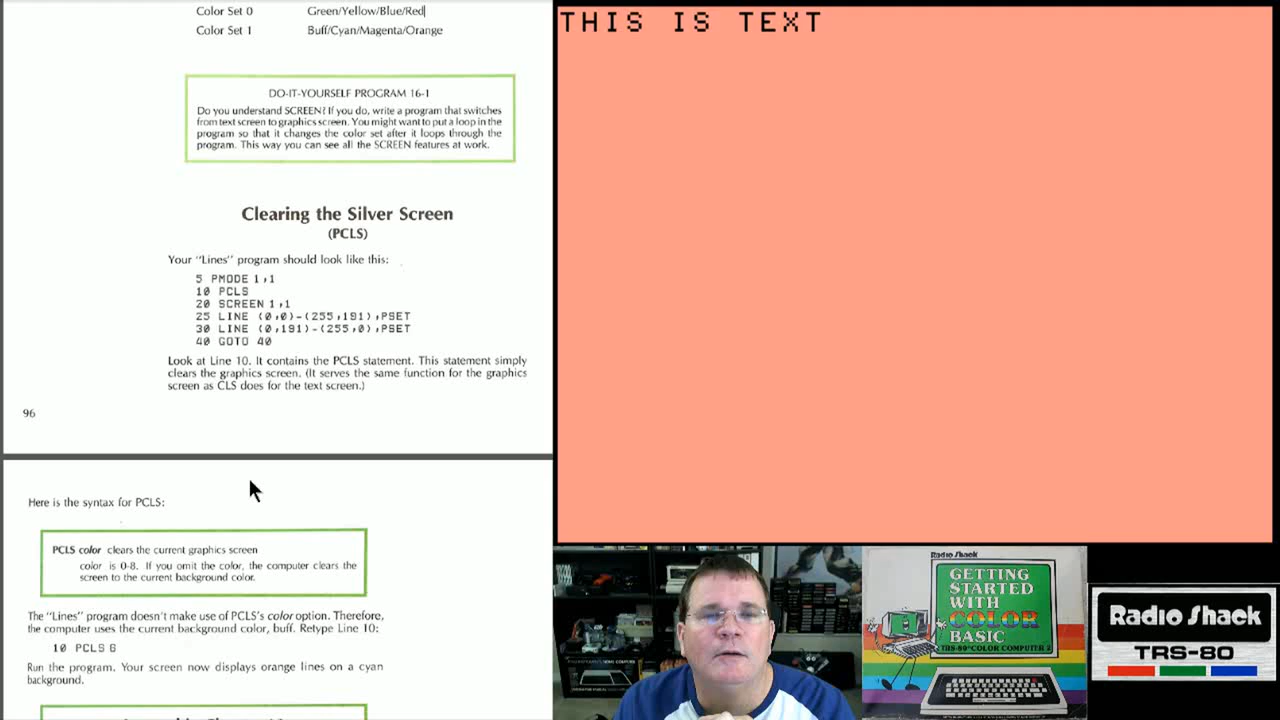 Color Set 0 Green/Yellow/Blue/Red
Color Set 1 Buff/Cyan/Magenta/Orange
DO-IT-YOURSELF PROGRAM 16-1
Do you understand SCREEN? If you do, write a program that switches
from text screen to graphics screen. You might want to put a loop in the
program so that it changes the color set after it loops through the
program. This way you can see all the SCREEN features at work.
Clearing the Silver Screen
(PCLS)
Your "Lines" program should look like this:
5 PMODE 1,1
10 PCLS
20 SCREEN 1,1
25 LINE (0,0)-(255,191),PSET
30 LINE (0,191)-(255,0),PSET
40 GOTO 40
Look at Line 10. It contains the PCLS statement. This statement simply
clears the graphics screen. (It serves the same function for the graphics
screen as CLS does for the text screen.)
96
Here is the syntax for PCLS:
PCLS color clears the current graphics screen
color is 0-8. If you omit the color, the computer clears the
screen to the current background color.
The "Lines" program doesn't make use of PCLS's color option. Therefore,
the computer uses the current background color, buff. Retype Line 10:
10 PCLS 6
Run the program. Your screen now displays orange lines on a cyan
background.
THIS IS TEXT
Radio Shack
GETTING
STARTED
WITH
COLOR
BASIC
TRS-80 COLOR COMPUTER 2
Radio Shack
TRS-80